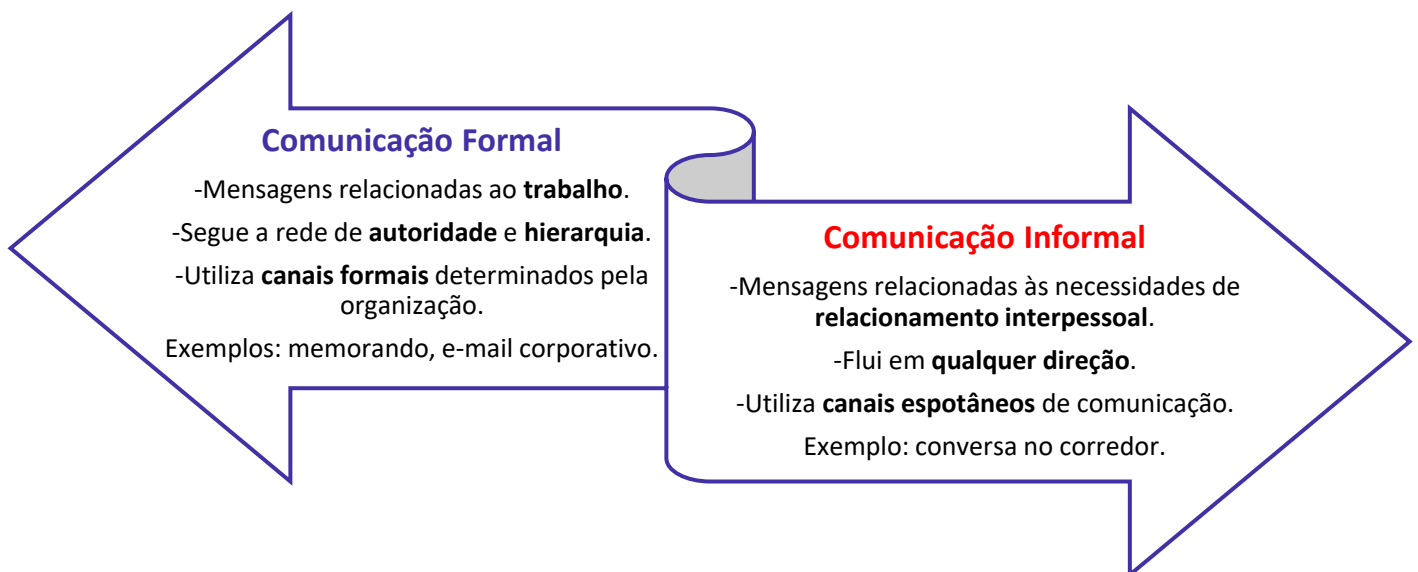 Comunicação Formal
-Mensagens relacionadas ao trabalho.
-Segue a rede de autoridade e hierarquia.
-Utiliza canais formais determinados pela
organização.
Exemplos: memorando, e-mail corporativo.
Comunicação Informal
-Mensagens relacionadas às necessidades de
relacionamento interpessoal.
-Flui em qualquer direção.
-Utiliza canais espotâneos de comunicação.
Exemplo: conversa no corredor.